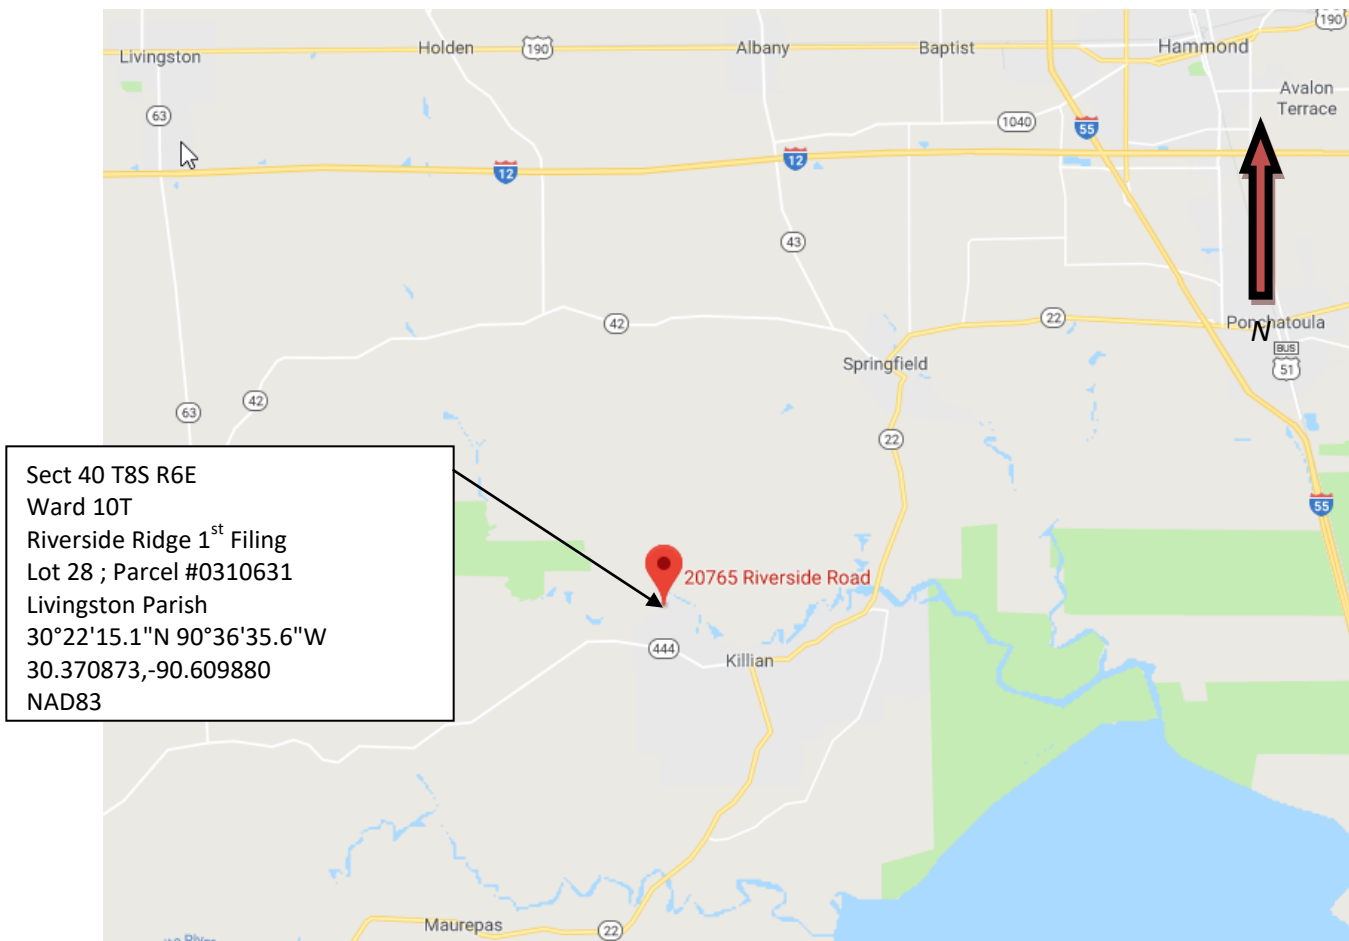 190
Livingston
Holden
190
Albany
Baptist
Hammond
Avalon
Terrace
63
1040
55
12
12
43
42
22
Ponchatoula
N
BUS
51
Springfield
63
42
22
Sect 40 T8S R6E
Ward 10T
Riverside Ridge 1st Filing
Lot 28 ; Parcel #0310631
Livingston Parish
30°22'15.1"N 90°36'35.6"W
30.370873,-90.609880
NAD83
55
20765 Riverside Road
444
Killian
Maurepas
22
River